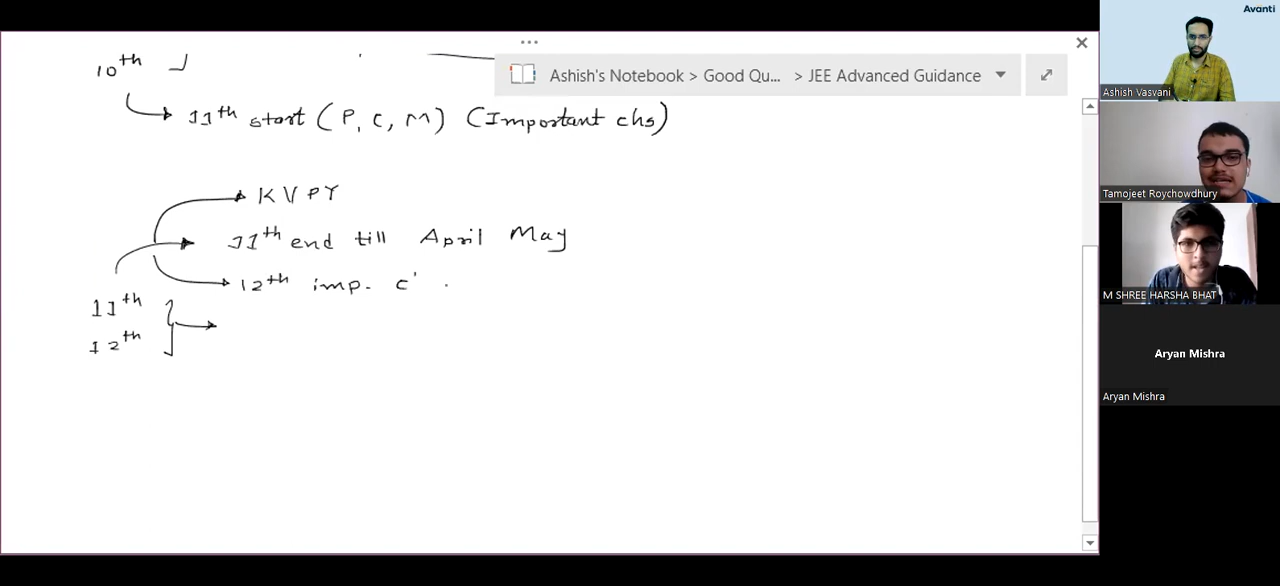 Avanti
Ashish's Notebook > Good Qu... > JEE Advanced Guidance
10th
11th start (P, C, M) (Important chs)
KVPY
11th end till April May
12th imp. c
11th
12th
Ashish Vasvani
Tamojeet Roychowdhury
M SHREE HARSHA BHAT
Aryan Mishra
Aryan Mishra